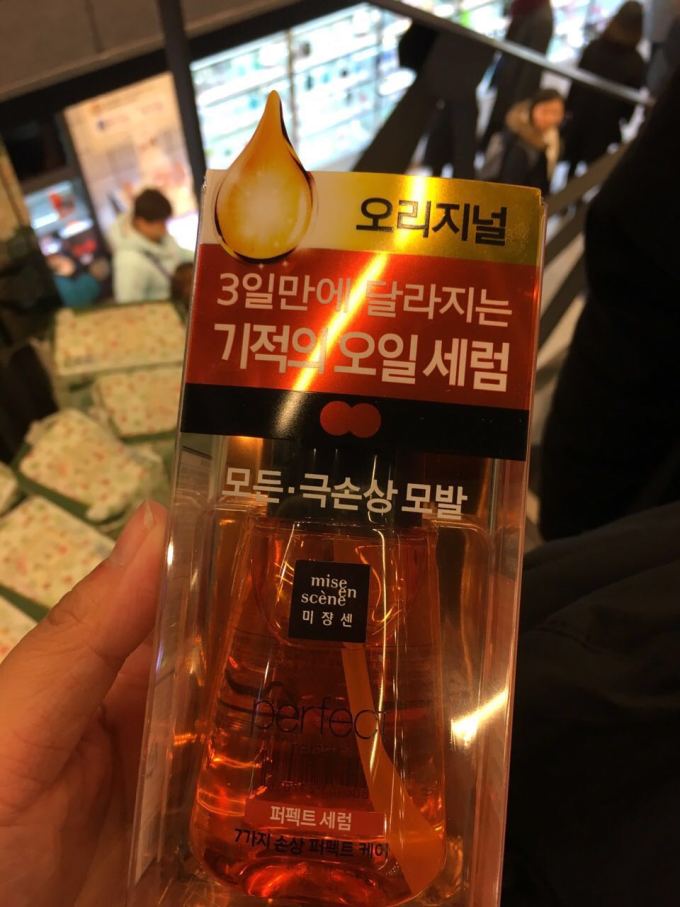 오리지널
3일만에 달라지는
기적의 오일 세럼
모든·극손상 모발
mise
en
scène
미쟝센
perfect
퍼펙트 세럼
7가지 손상 퍼펙트 케어